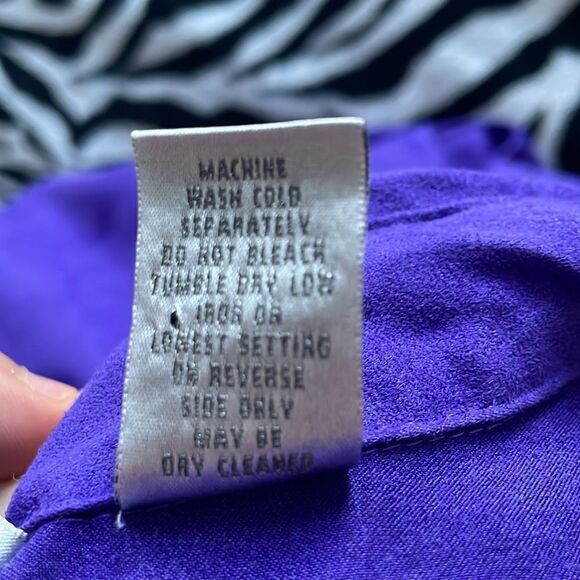 MACHINE
WASH COLD
SEPARATELY
DO NOT BLEACH
TUMBLE DRY LOW
IRON ON
LOWEST SETTING
ON REVERSE
SIDE ONLY
MAY BE
DRY CLEANED